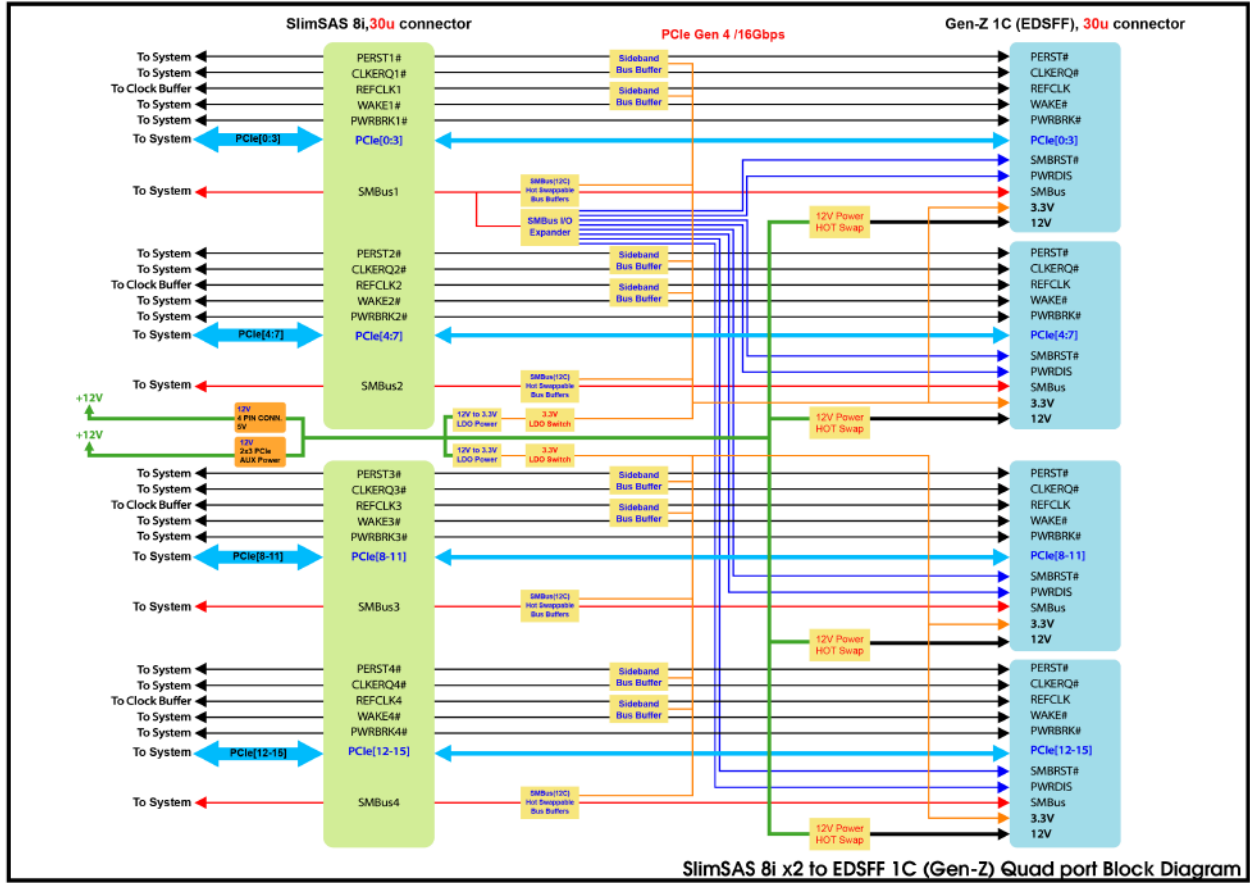 SlimSAS 8i,30u connector
PCIe Gen 4 /16Gbps
Gen-Z 1C (EDSFF), 30u connector
To System
PERST1#
Sideband
Bus Buffer
PERST#
To System
CLKERQ1#
CLKERQ#
To Clock Buffer
REFCLK1
Sideband
Bus Buffer
REFCLK
To System
WAKE1#
WAKE#
To System
PWRBRK1#
PWRBRK#
To System
PCIe[0:3]
PCIe[0:3]
PCIe[0:3]
SMBRST#
PWRDIS
To System
SMBus1
SMBus(12C)
Hot Swappable
Bus Buffers
SMBus
3.3V
SMBus I/O
Expander
12V Power
HOT Swap
12V
To System
PERST2#
Sideband
Bus Buffer
PERST#
To System
CLKERQ2#
CLKERQ#
To Clock Buffer
REFCLK2
Sideband
Bus Buffer
REFCLK
To System
WAKE2#
WAKE#
To System
PWRBRK2#
PWRBRK#
To System
PCIe[4:7]
PCIe[4:7]
PCIe[4:7]
SMBRST#
PWRDIS
To System
SMBus2
SMBus(12C)
Hot Swappable
Bus Buffers
SMBus
3.3V
+12V
12V
4 PIN CONN.
5V
12V to 3.3V
LDO Power
3.3V
LDO Switch
12V Power
HOT Swap
12V
+12V
12V
2x3 PCIe
AUX Power
12V to 3.3V
LDO Power
3.3V
LDO Switch
To System
PERST3#
Sideband
Bus Buffer
PERST#
To System
CLKERQ3#
CLKERQ#
To Clock Buffer
REFCLK3
Sideband
Bus Buffer
REFCLK
To System
WAKE3#
WAKE#
To System
PWRBRK3#
PWRBRK#
To System
PCIe[8-11]
PCIe[8-11]
PCIe[8-11]
SMBRST#
PWRDIS
To System
SMBus3
SMBus(12C)
Hot Swappable
Bus Buffers
SMBus
3.3V
12V Power
HOT Swap
12V
To System
PERST4#
Sideband
Bus Buffer
PERST#
To System
CLKERQ4#
CLKERQ#
To Clock Buffer
REFCLK4
Sideband
Bus Buffer
REFCLK
To System
WAKE4#
WAKE#
To System
PWRBRK4#
PWRBRK#
To System
PCIe[12-15]
PCIe[12-15]
PCIe[12-15]
SMBRST#
PWRDIS
To System
SMBus4
SMBus(12C)
Hot Swappable
Bus Buffers
SMBus
3.3V
12V Power
HOT Swap
12V
SlimSAS 8i x2 to EDSFF 1C (Gen-Z) Quad port Block Diagram